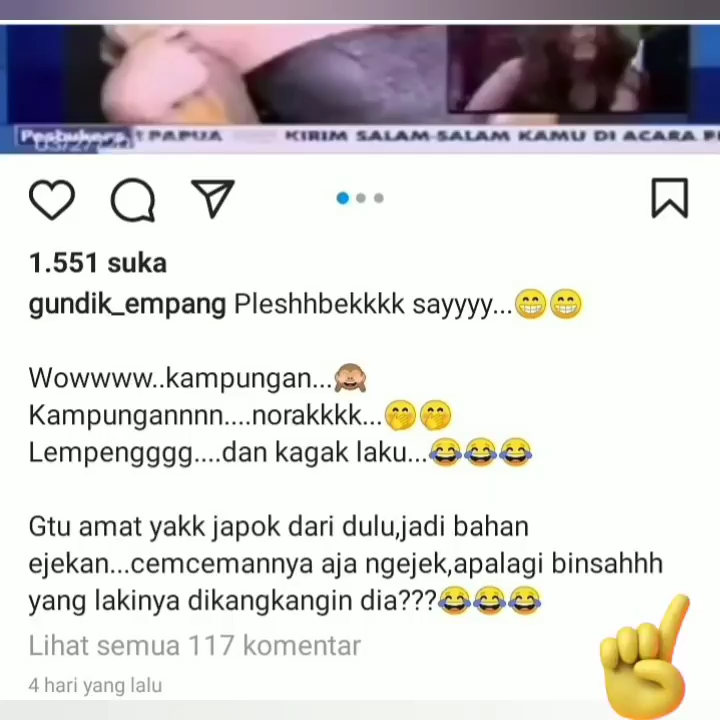 Pesbukers PAPUA KIRIM SALAM-SALAM KAMU DI ACARA
1.551 suka
gundik_empang Pleshhbekkkk sayyyy...😁😁
Wowwww..kampungan...🙈
Kampungannnn....norakkkk...🤭🤭
Lempengggg....dan kagak laku...😂😂😂
Gtu amat yakk japok dari dulu,jadi bahan
ejekan...cemcemannya aja ngejek,apalagi binsahhh
yang lakinya dikangkangin dia???😂😂😂
Lihat semua 117 komentar
4 hari yang lalu